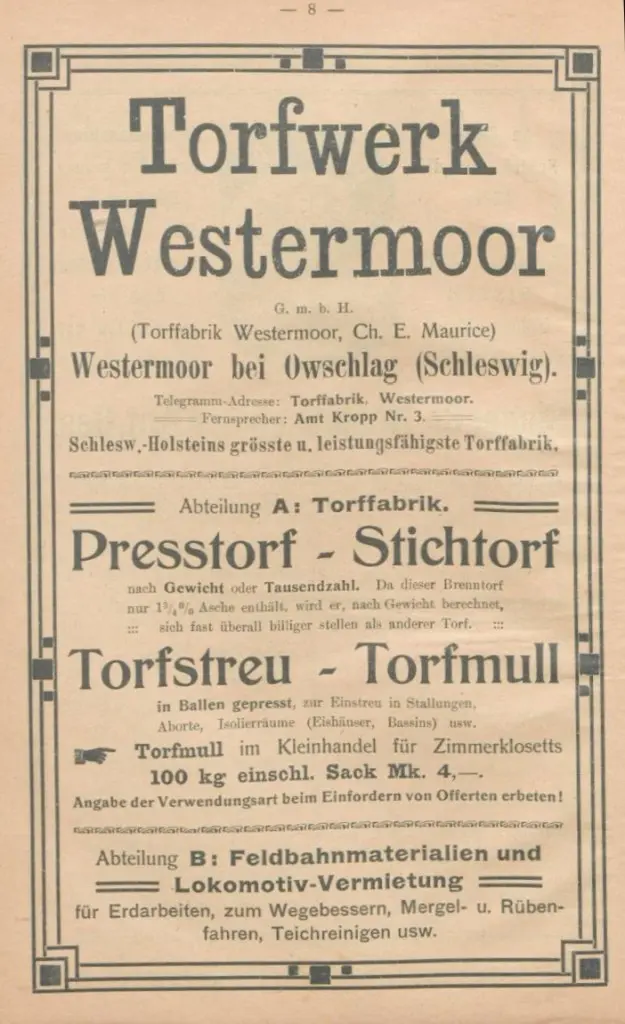 — 8 —
Torfwerk
Westermoor
G. m. b. H.
(Torffabrik Westermoor, Ch. E. Maurice)
Westermoor bei Owschlag (Schleswig).
Telegramm-Adresse: Torffabrik. Westermoor.
Fernsprecher: Amt Kropp Nr. 3.
Schlesw.-Holsteins grösste u. leistungsfähigste Torffabrik.
Abteilung A: Torffabrik.
Presstorf - Stichtorf
nach Gewicht oder Tausendzahl. Da dieser Brenntorf
nur 1¾% Asche enthält, wird er, nach Gewicht berechnet,
::: sich fast überall billiger stellen als anderer Torf. :::
Torfstreu - Torfmull
in Ballen gepresst, zur Einstreu in Stallungen,
Aborte, Isolierräume (Eishäuser, Bassins) usw.
Torfmull im Kleinhandel für Zimmerklosetts
100 kg einschl. Sack Mk. 4,—.
Angabe der Verwendungsart beim Einfordern von Offerten erbeten!
Abteilung B: Feldbahnmaterialien und
Lokomotiv-Vermietung
für Erdarbeiten, zum Wegebessern, Mergel- u. Rüben-
fahren, Teichreinigen usw.